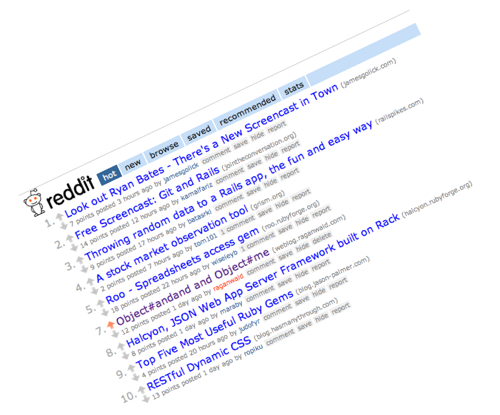 reddit hot new browse saved recommended stats
1. Look out Ryan Bates - There's a New Screencast in Town (jamesgolick.com)
7 points posted 3 hours ago by jamesgolick comment save hide report
2. Free Screencast: Git and Rails (jointheconversation.org)
14 points posted 12 hours ago by kamalfariz comment save hide report
3. Throwing random data to a Rails app, the fun and easy way (railspikes.com)
9 points posted 17 hours ago by batasrki comment save hide report
4. A stock market observation tool (grism.org)
2 points posted 7 hours ago by tom101 1 comment save hide report
5. Roo - Spreadsheets access gem (roo.rubyforge.org)
15 points posted 22 hours ago by wiseleyb 1 comment save hide report
7. Object#andand and Object#me (weblog.raganwald.com)
12 points posted 1 day ago by raganwald comment save hide delete
8. Halcyon, JSON Web App Server Framework built on Rack (halcyon.rubyforge.org)
8 points posted 1 day ago by maraby comment save hide report
9. Top Five Most Useful Ruby Gems (blog.jason-palmer.com)
4 points posted 20 hours ago by judofyr comment save hide report
10. RESTful Dynamic CSS (blog.hasmanythrough.com)
13 points posted 1 day ago by ropiku comment save hide report